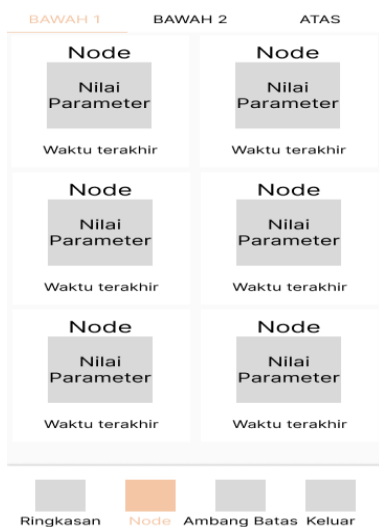 BAWAH 1 BAWAH 2 ATAS
Node Node
Nilai Nilai
Parameter Parameter
Waktu terakhir Waktu terakhir
Node Node
Nilai Nilai
Parameter Parameter
Waktu terakhir Waktu terakhir
Node Node
Nilai Nilai
Parameter Parameter
Waktu terakhir Waktu terakhir
Ringkasan Node Ambang Batas Keluar